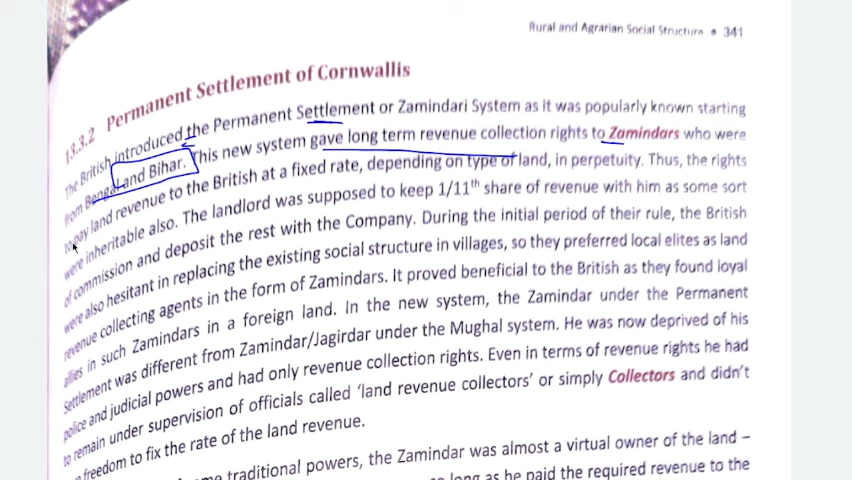 Rural and Agrarian Social Structure • 341
13.3.2 Permanent Settlement of Cornwallis
The British introduced the Permanent Settlement or Zamindari System as it was popularly known starting
from Bengal and Bihar. This new system gave long term revenue collection rights to Zamindars who were
to pay land revenue to the British at a fixed rate, depending on type of land, in perpetuity. Thus, the rights
were inheritable also. The landlord was supposed to keep 1/11th share of revenue with him as some sort
of commission and deposit the rest with the Company. During the initial period of their rule, the British
were also hesitant in replacing the existing social structure in villages, so they preferred local elites as land
revenue collecting agents in the form of Zamindars. It proved beneficial to the British as they found loyal
allies in such Zamindars in a foreign land. In the new system, the Zamindar under the Permanent
Settlement was different from Zamindar/Jagirdar under the Mughal system. He was now deprived of his
police and judicial powers and had only revenue collection rights. Even in terms of revenue rights he had
to remain under supervision of officials called 'land revenue collectors' or simply Collectors and didn't
freedom to fix the rate of the land revenue.
traditional powers, the Zamindar was almost a virtual owner of the land –
long as he paid the required revenue to the